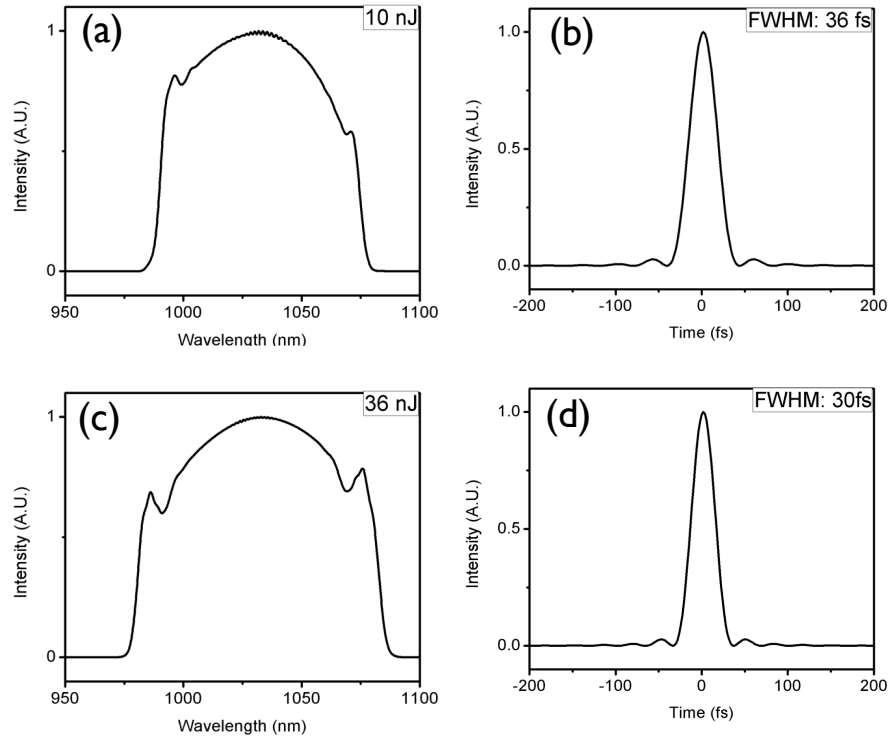 (a)
10 nJ
1
0
Intensity (A.U.)
950
1000
1050
1100
Wavelength (nm)
(b)
FWHM: 36 fs
1.0
0.5
0.0
Intensity (A.U.)
-200
-100
0
100
200
Time (fs)
(c)
36 nJ
1
0
Intensity (A.U.)
950
1000
1050
1100
Wavelength (nm)
(d)
FWHM: 30fs
1.0
0.5
0.0
Intensity (A.U.)
-200
-100
0
100
200
Time (fs)